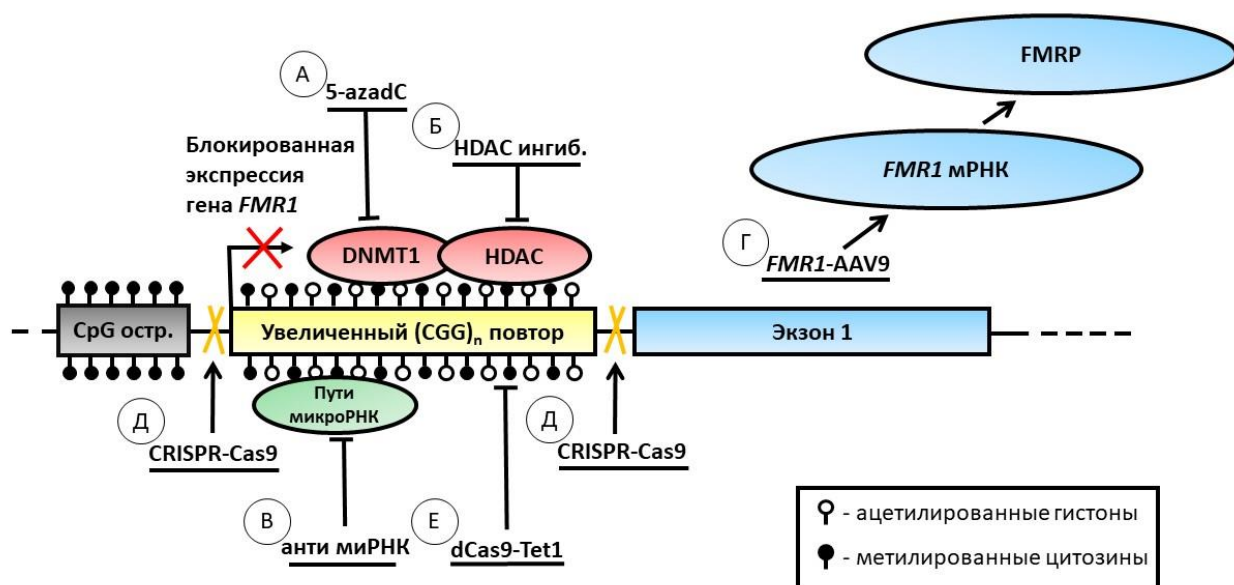 А
5-azadC
Б
HDAC ингиб.
Блокированная
экспрессия
гена FMR1
DNMT1
HDAC
FMRP
FMR1 мРНК
Г
FMR1-AAV9
CpG остр.
Увеличенный (CGG)n повтор
Экзон 1
Пути
микроРНК
Д
CRISPR-Cas9
Д
CRISPR-Cas9
В
анти миРНК
Е
dCas9-Tet1
- ацетилированные гистоны
- метилированные цитозины